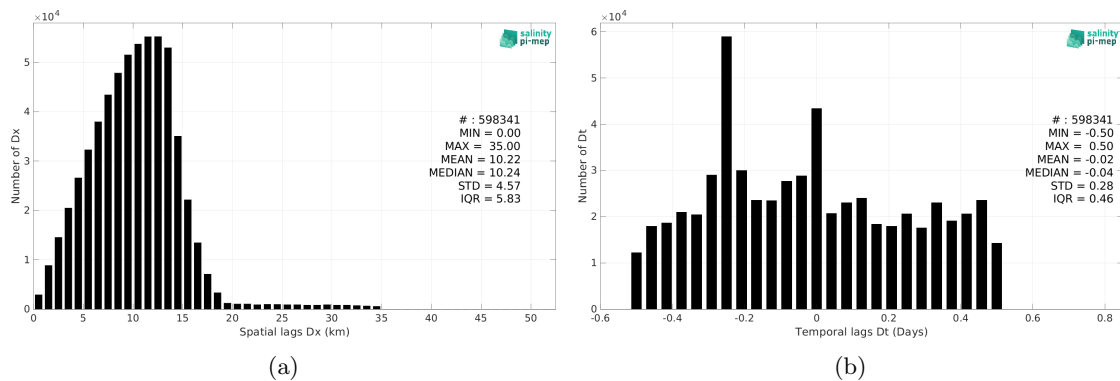 ×10⁴
salinity
pi-mep
Number of Dx
5
4
3
2
1
0
# : 598341
MIN = 0.00
MAX = 35.00
MEAN = 10.22
MEDIAN = 10.24
STD = 4.57
IQR = 5.83
0 5 10 15 20 25 30 35 40 45 50
Spatial lags Dx (km)
(a)
×10⁴
salinity
pi-mep
Number of Dt
6
5
4
3
2
1
0
# : 598341
MIN = -0.50
MAX = 0.50
MEAN = -0.02
MEDIAN = -0.04
STD = 0.28
IQR = 0.46
-0.6 -0.4 -0.2 0 0.2 0.4 0.6 0.8
Temporal lags Dt (Days)
(b)